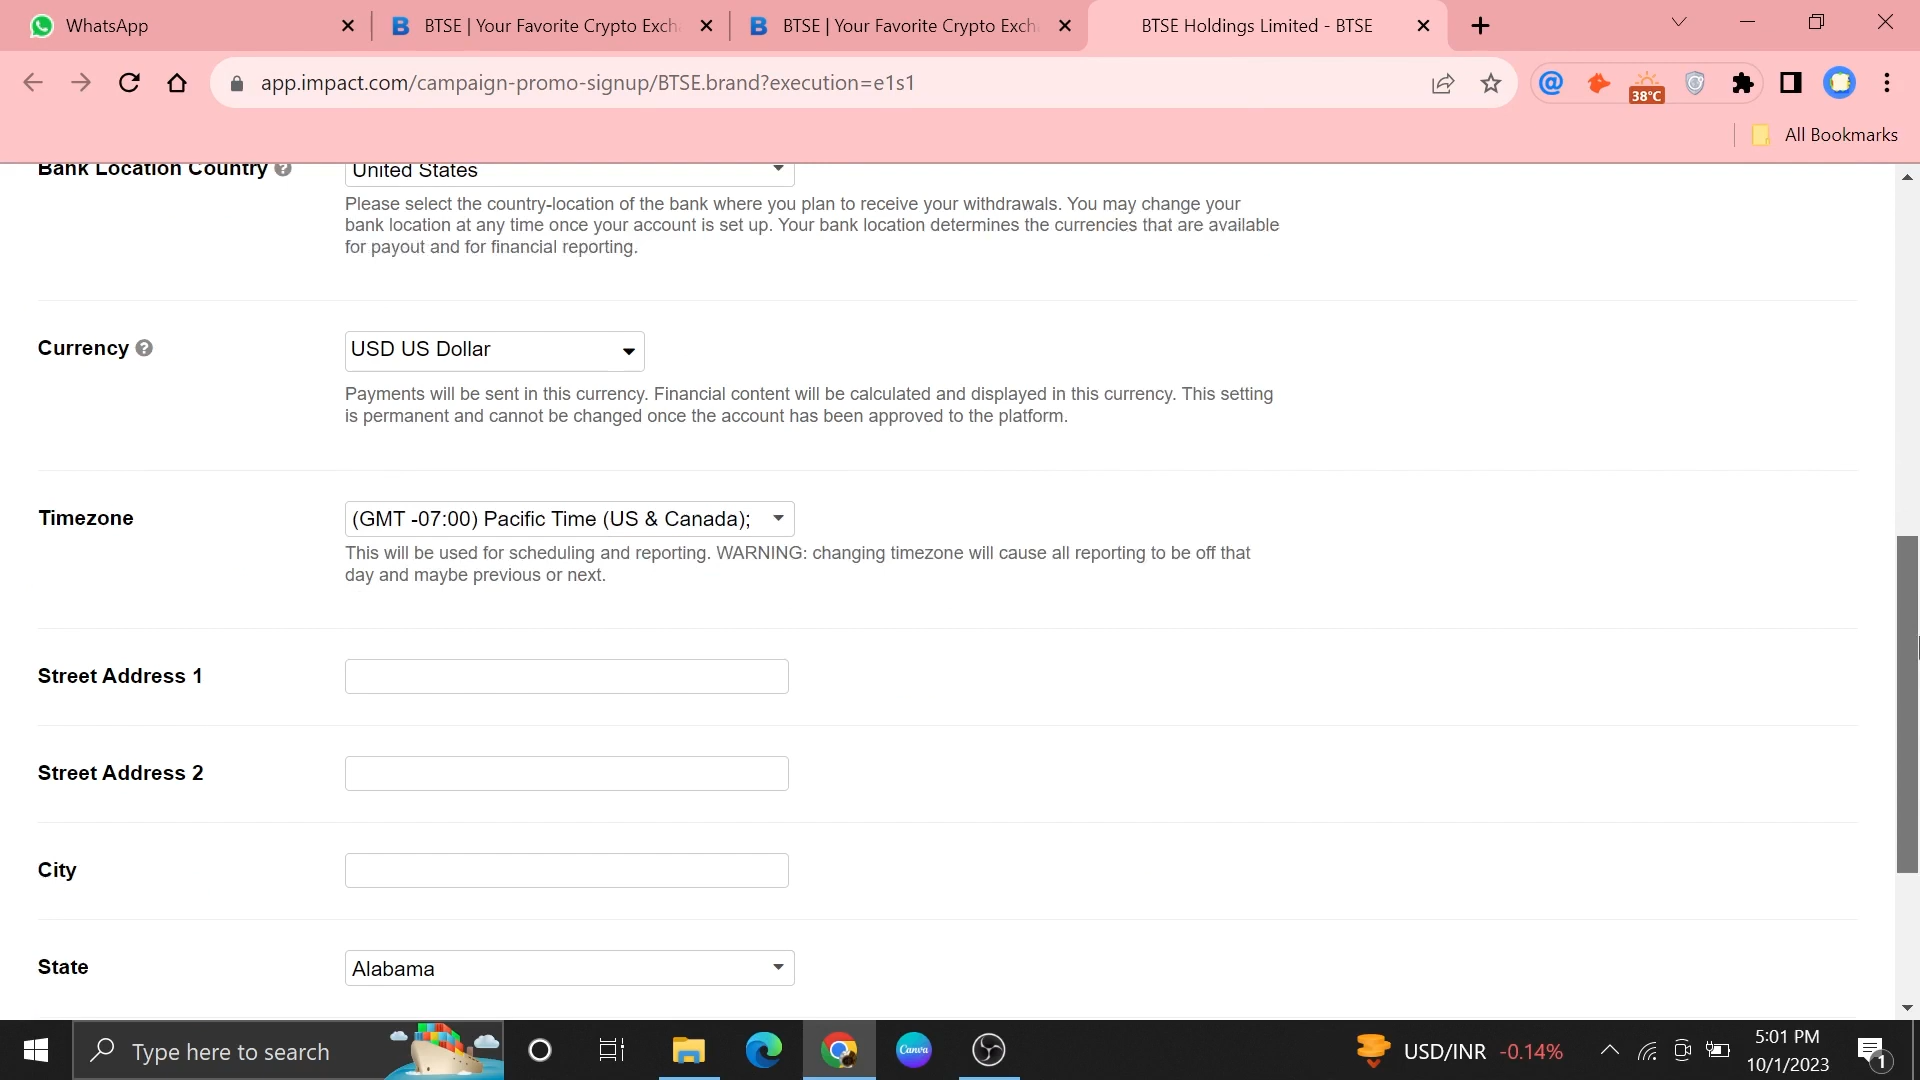 WhatsApp
BTSE | Your Favorite Crypto Exch
BTSE | Your Favorite Crypto Exch
BTSE Holdings Limited - BTSE
app.impact.com/campaign-promo-signup/BTSE.brand?execution=e1s1
38°C
All Bookmarks
Bank Location Country
United States
Please select the country-location of the bank where you plan to receive your withdrawals. You may change your
bank location at any time once your account is set up. Your bank location determines the currencies that are available
for payout and for financial reporting.
Currency
USD US Dollar
Payments will be sent in this currency. Financial content will be calculated and displayed in this currency. This setting
is permanent and cannot be changed once the account has been approved to the platform.
Timezone
(GMT -07:00) Pacific Time (US & Canada);
This will be used for scheduling and reporting. WARNING: changing timezone will cause all reporting to be off that
day and maybe previous or next.
Street Address 1
Street Address 2
City
State
Alabama
Type here to search
Canva
USD/INR -0.14%
5:01 PM
10/1/2023
1